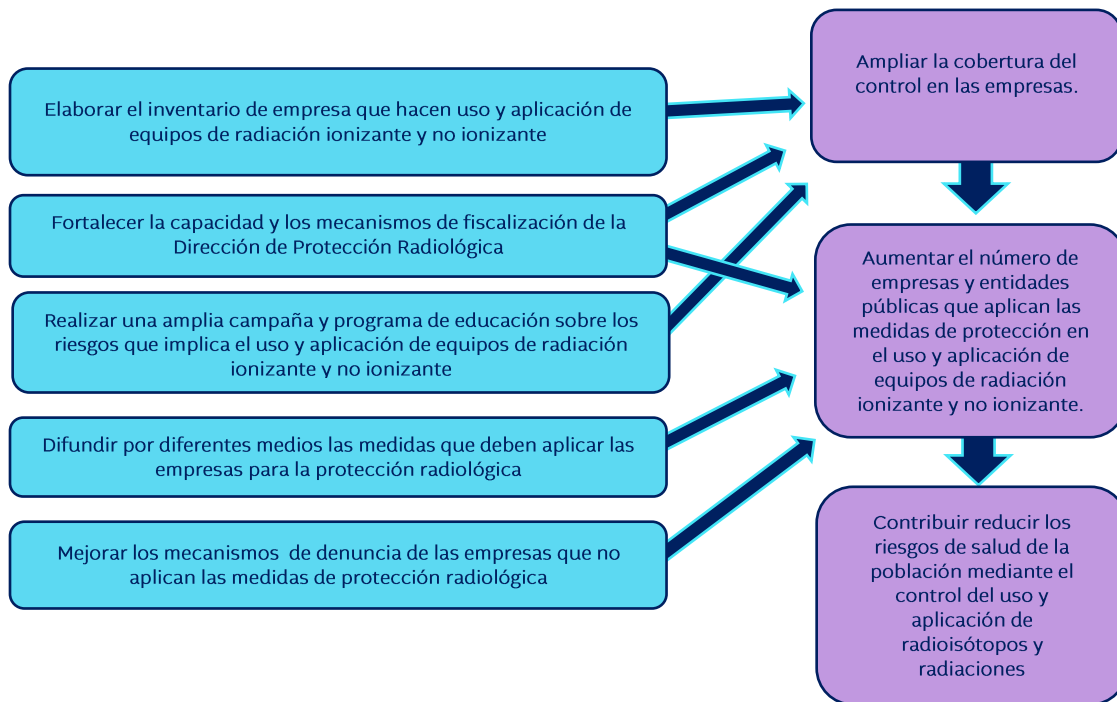 Elaborar el inventario de empresa que hacen uso y aplicación de
equipos de radiación ionizante y no ionizante
Fortalecer la capacidad y los mecanismos de fiscalización de la
Dirección de Protección Radiológica
Realizar una amplia campaña y programa de educación sobre los
riesgos que implica el uso y aplicación de equipos de radiación
ionizante y no ionizante
Difundir por diferentes medios las medidas que deben aplicar las
empresas para la protección radiológica
Mejorar los mecanismos de denuncia de las empresas que no
aplican las medidas de protección radiológica
Ampliar la cobertura del
control en las empresas.
Aumentar el número de
empresas y entidades
públicas que aplican las
medidas de protección en
el uso y aplicación de
equipos de radiación
ionizante y no ionizante.
Contribuir reducir los
riesgos de salud de la
población mediante el
control del uso y
aplicación de
radioisótopos y
radiaciones